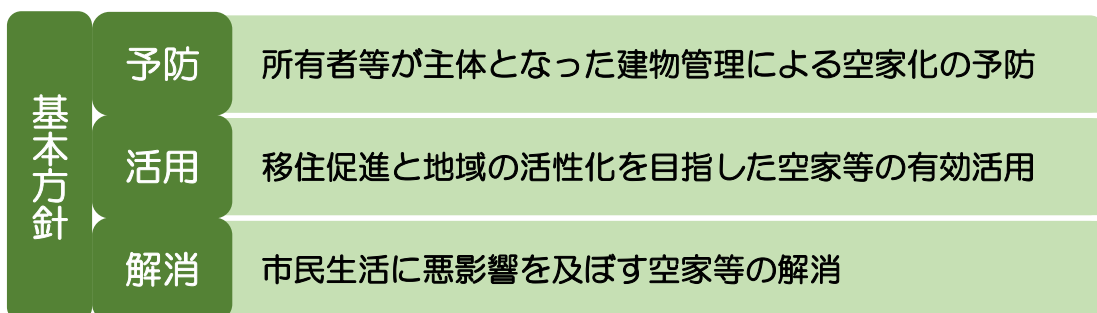 基本方針
予防
所有者等が主体となった建物管理による空家化の予防
活用
移住促進と地域の活性化を目指した空家等の有効活用
解消
市民生活に悪影響を及ぼす空家等の解消